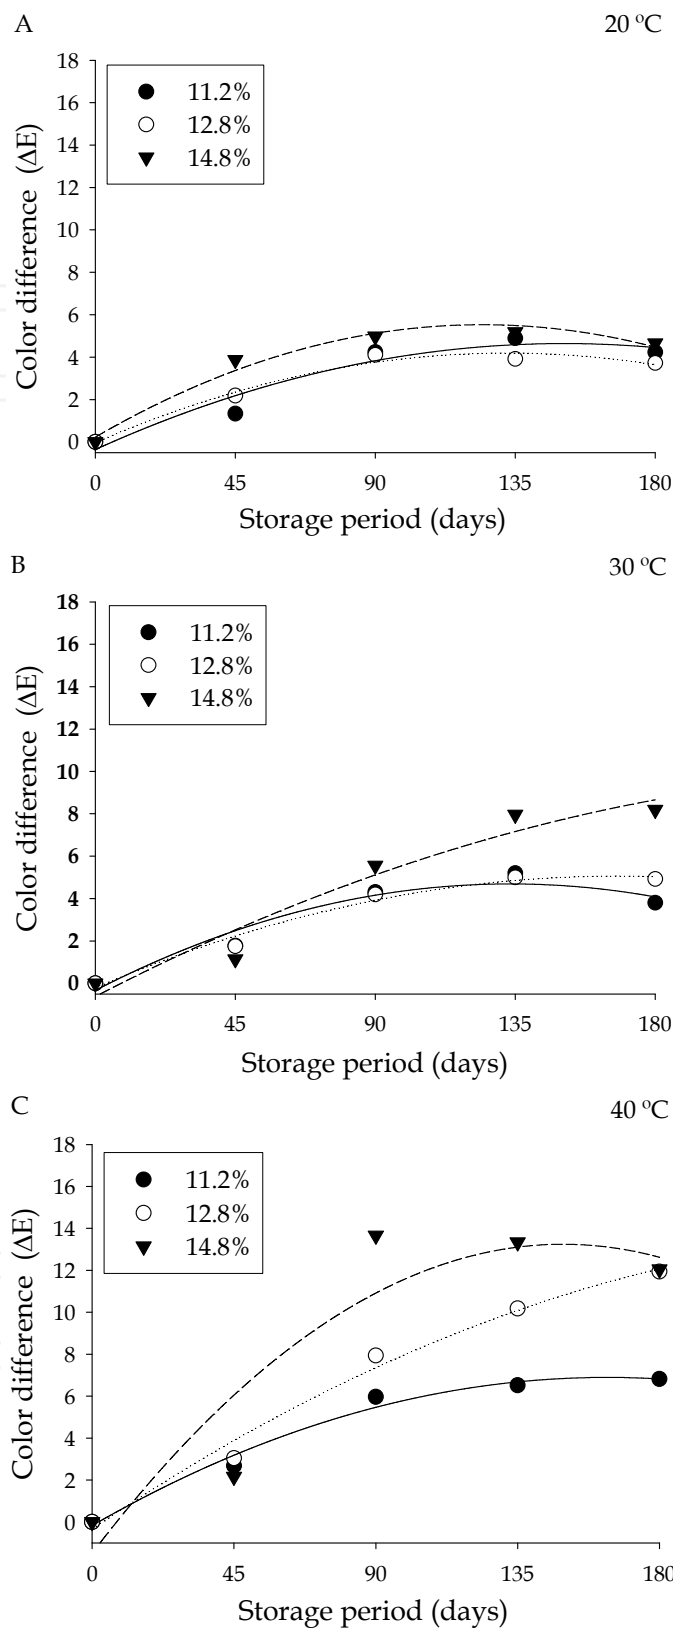 A
20 ºC
18
16
14
12
10
8
6
4
2
0
Color difference (ΔE)
11.2%
12.8%
14.8%
0 45 90 135 180
Storage period (days)
B
30 ºC
18
16
14
12
10
8
6
4
2
0
Color difference (ΔE)
11.2%
12.8%
14.8%
0 45 90 135 180
Storage period (days)
C
40 ºC
18
16
14
12
10
8
6
4
2
0
Color difference (ΔE)
11.2%
12.8%
14.8%
0 45 90 135 180
Storage period (days)